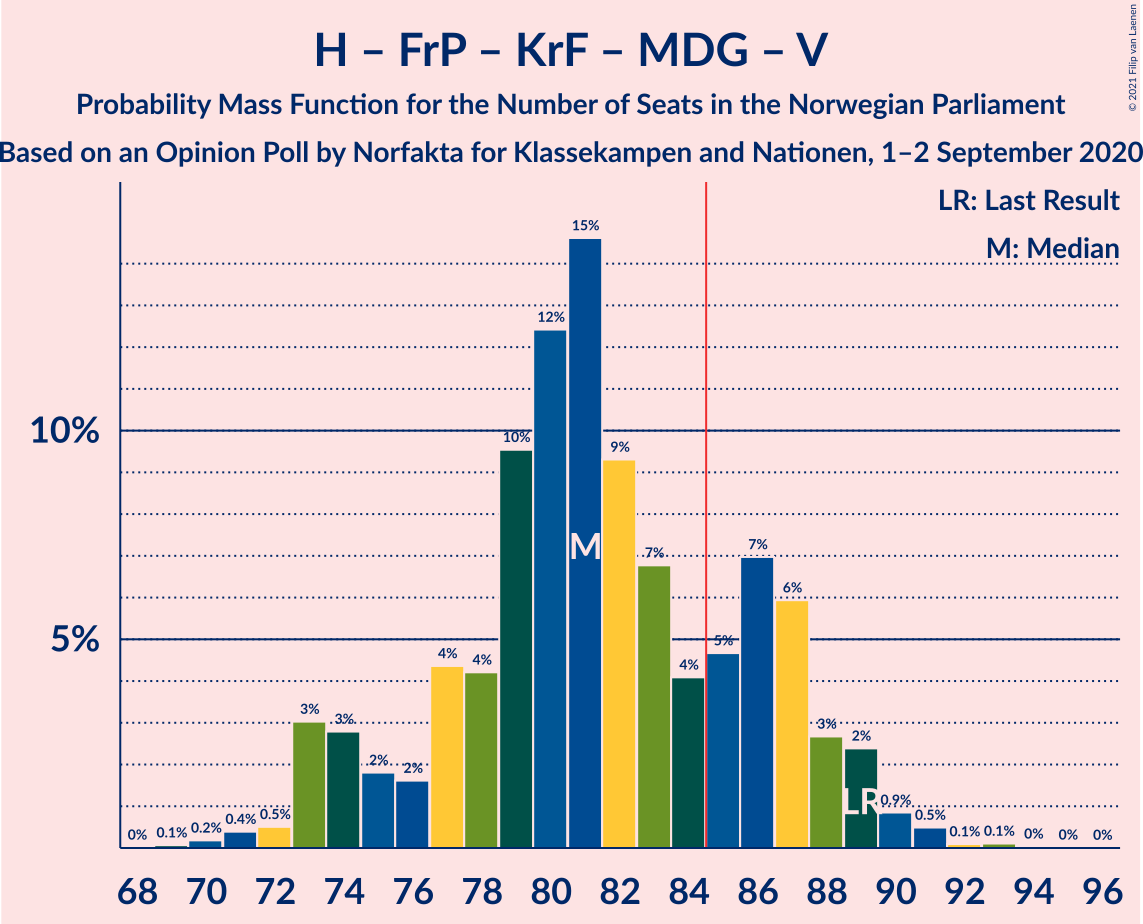 H – FrP – KrF – MDG – V
Probability Mass Function for the Number of Seats in the Norwegian Parliament
Based on an Opinion Poll by Norfakta for Klassekampen and Nationen, 1–2 September 2020
© 2021 Filip van Laenen
LR: Last Result
M: Median
10%
5%
0% 0.1% 0.2% 0.4% 0.5% 3% 3% 2% 2% 4% 4% 10% 12% 15% 9% 7% 4% 5% 7% 6% 3% 2% 0.9% 0.5% 0.1% 0.1% 0% 0% 0%
M
LR
68 70 72 74 76 78 80 82 84 86 88 90 92 94 96